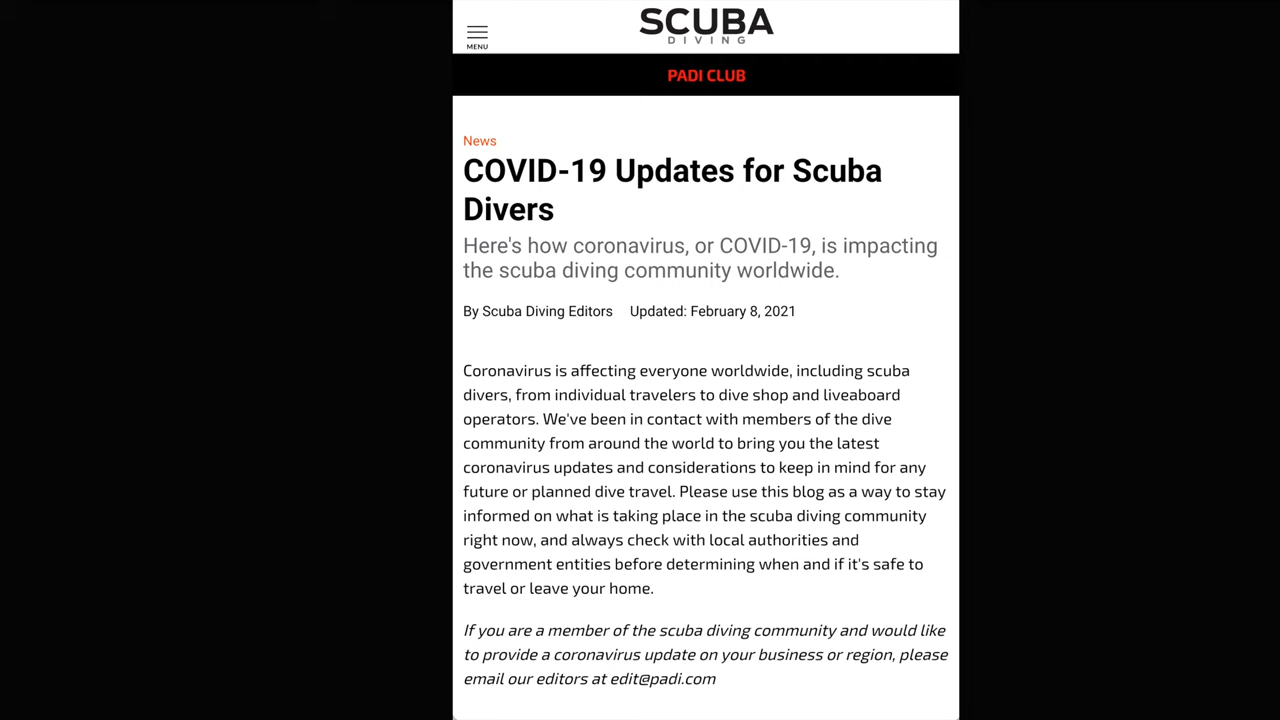 SCUBA
DIVING
MENU
PADI CLUB
News
COVID-19 Updates for Scuba
Divers
Here's how coronavirus, or COVID-19, is impacting
the scuba diving community worldwide.
By Scuba Diving Editors Updated: February 8, 2021
Coronavirus is affecting everyone worldwide, including scuba
divers, from individual travelers to dive shop and liveaboard
operators. We've been in contact with members of the dive
community from around the world to bring you the latest
coronavirus updates and considerations to keep in mind for any
future or planned dive travel. Please use this blog as a way to stay
informed on what is taking place in the scuba diving community
right now, and always check with local authorities and
government entities before determining when and if it's safe to
travel or leave your home.
If you are a member of the scuba diving community and would like
to provide a coronavirus update on your business or region, please
email our editors at edit@padi.com